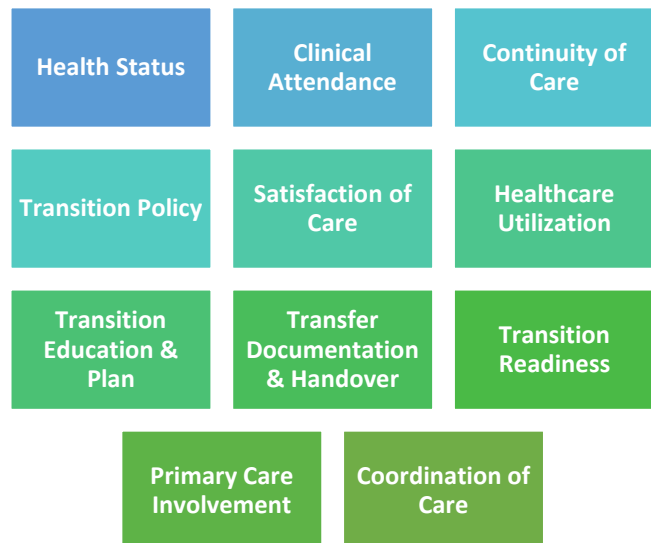 Health Status
Clinical
Attendance
Continuity of
Care
Transition Policy
Satisfaction of
Care
Healthcare
Utilization
Transition
Education &
Plan
Transfer
Documentation
& Handover
Transition
Readiness
Primary Care
Involvement
Coordination of
Care